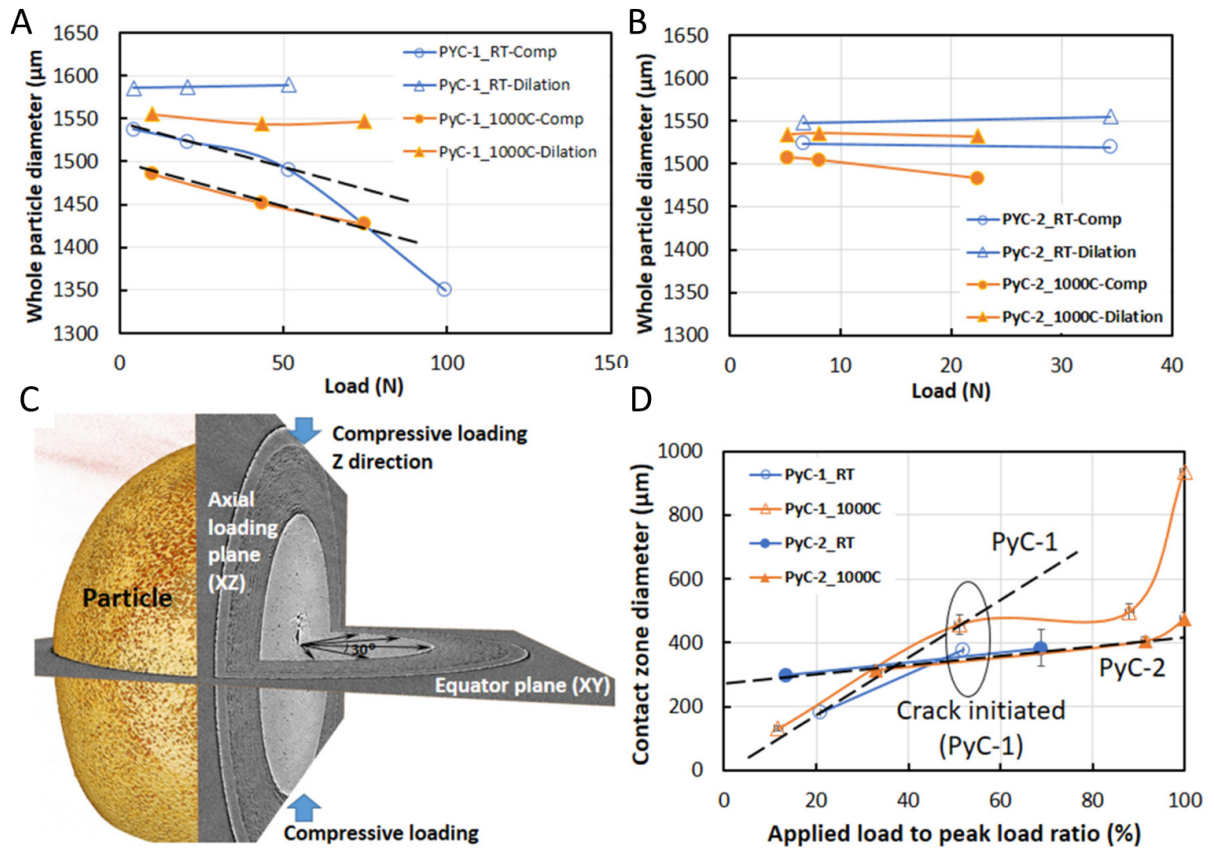 A
1650
1600
1550
1500
1450
1400
1350
1300
Whole particle diameter (µm
0
50
100
150
Load (N)
PYC-1_RT-Comp
PyC-1_RT-Dilation
PyC-1_1000C-Comp
PyC-1_1000C-Dilation
B
1650
1600
1550
1500
1450
1400
1350
1300
Whole particle diameter (µm)
0
10
20
30
40
Load (N)
PYC-2_RT-Comp
PyC-2_RT-Dilation
PyC-2_1000C-Comp
PyC-2_1000C-Dilation
C
Compressive loading
Z direction
Axial
loading
plane
(XZ)
Particle
30°
Equator plane (XY)
Compressive loading
D
1000
800
600
400
200
0
Contact zone diameter (µm)
PyC-1_RT
PyC-1_1000C
PyC-2_RT
PyC-2_1000C
PyC-1
PyC-2
Crack initiated
(PyC-1)
0
20
40
60
80
100
Applied load to peak load ratio (%)